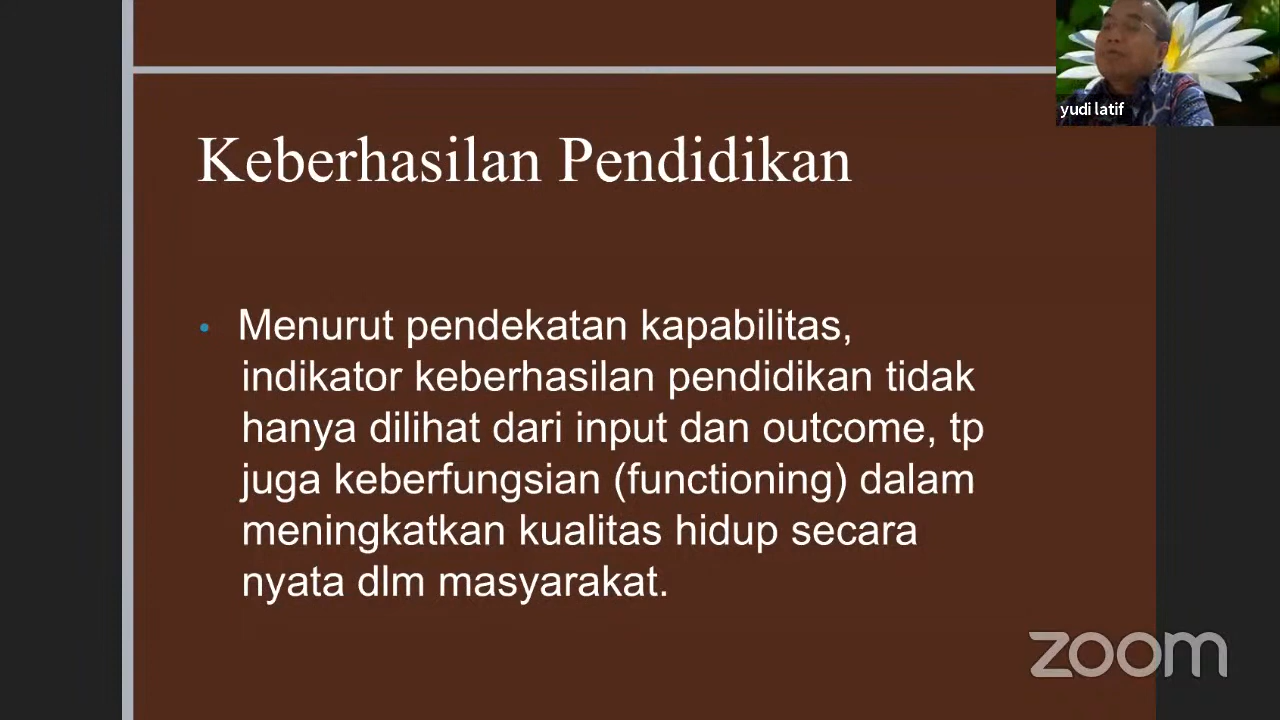 yudi latif
Keberhasilan Pendidikan
• Menurut pendekatan kapabilitas,
indikator keberhasilan pendidikan tidak
hanya dilihat dari input dan outcome, tp
juga keberfungsian (functioning) dalam
meningkatkan kualitas hidup secara
nyata dlm masyarakat.
zoom